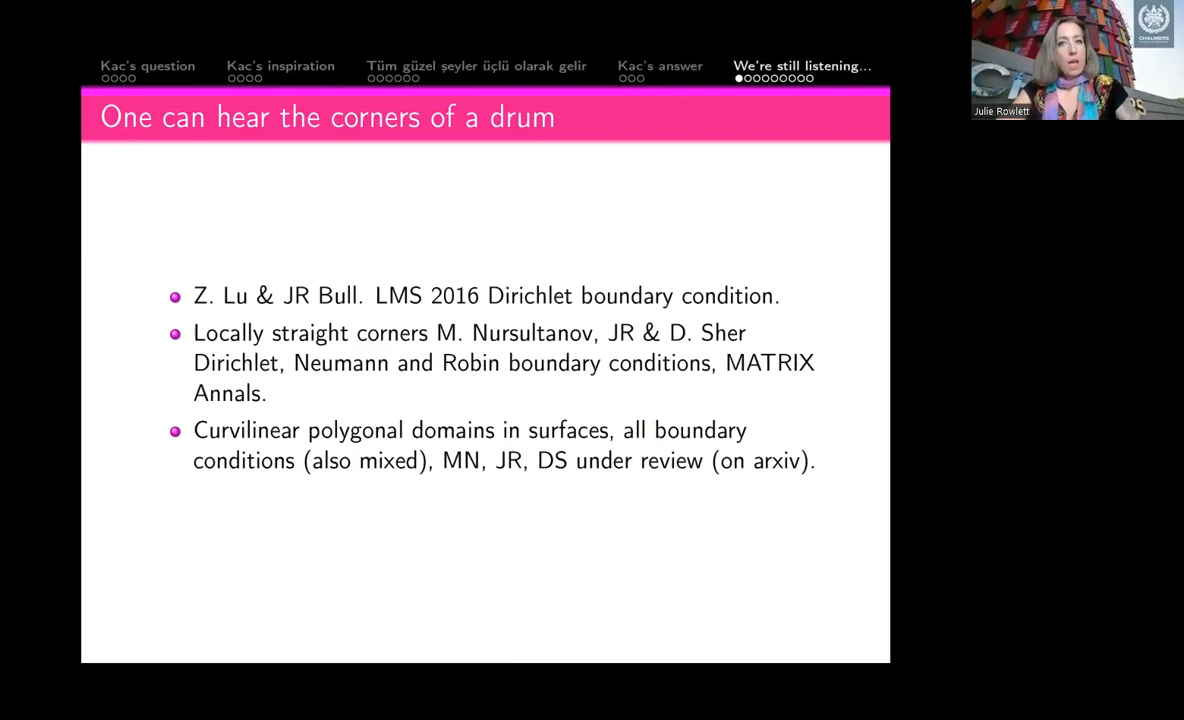 Kac's question
Kac's inspiration
Tüm güzel şeyler üçlü olarak gelir
Kac's answer
We're still listening...
One can hear the corners of a drum
Z. Lu & JR Bull. LMS 2016 Dirichlet boundary condition.
Locally straight corners M. Nursultanov, JR & D. Sher
Dirichlet, Neumann and Robin boundary conditions, MATRIX
Annals.
Curvilinear polygonal domains in surfaces, all boundary
conditions (also mixed), MN, JR, DS under review (on arxiv).
CHALMERS
Julie Rowlett